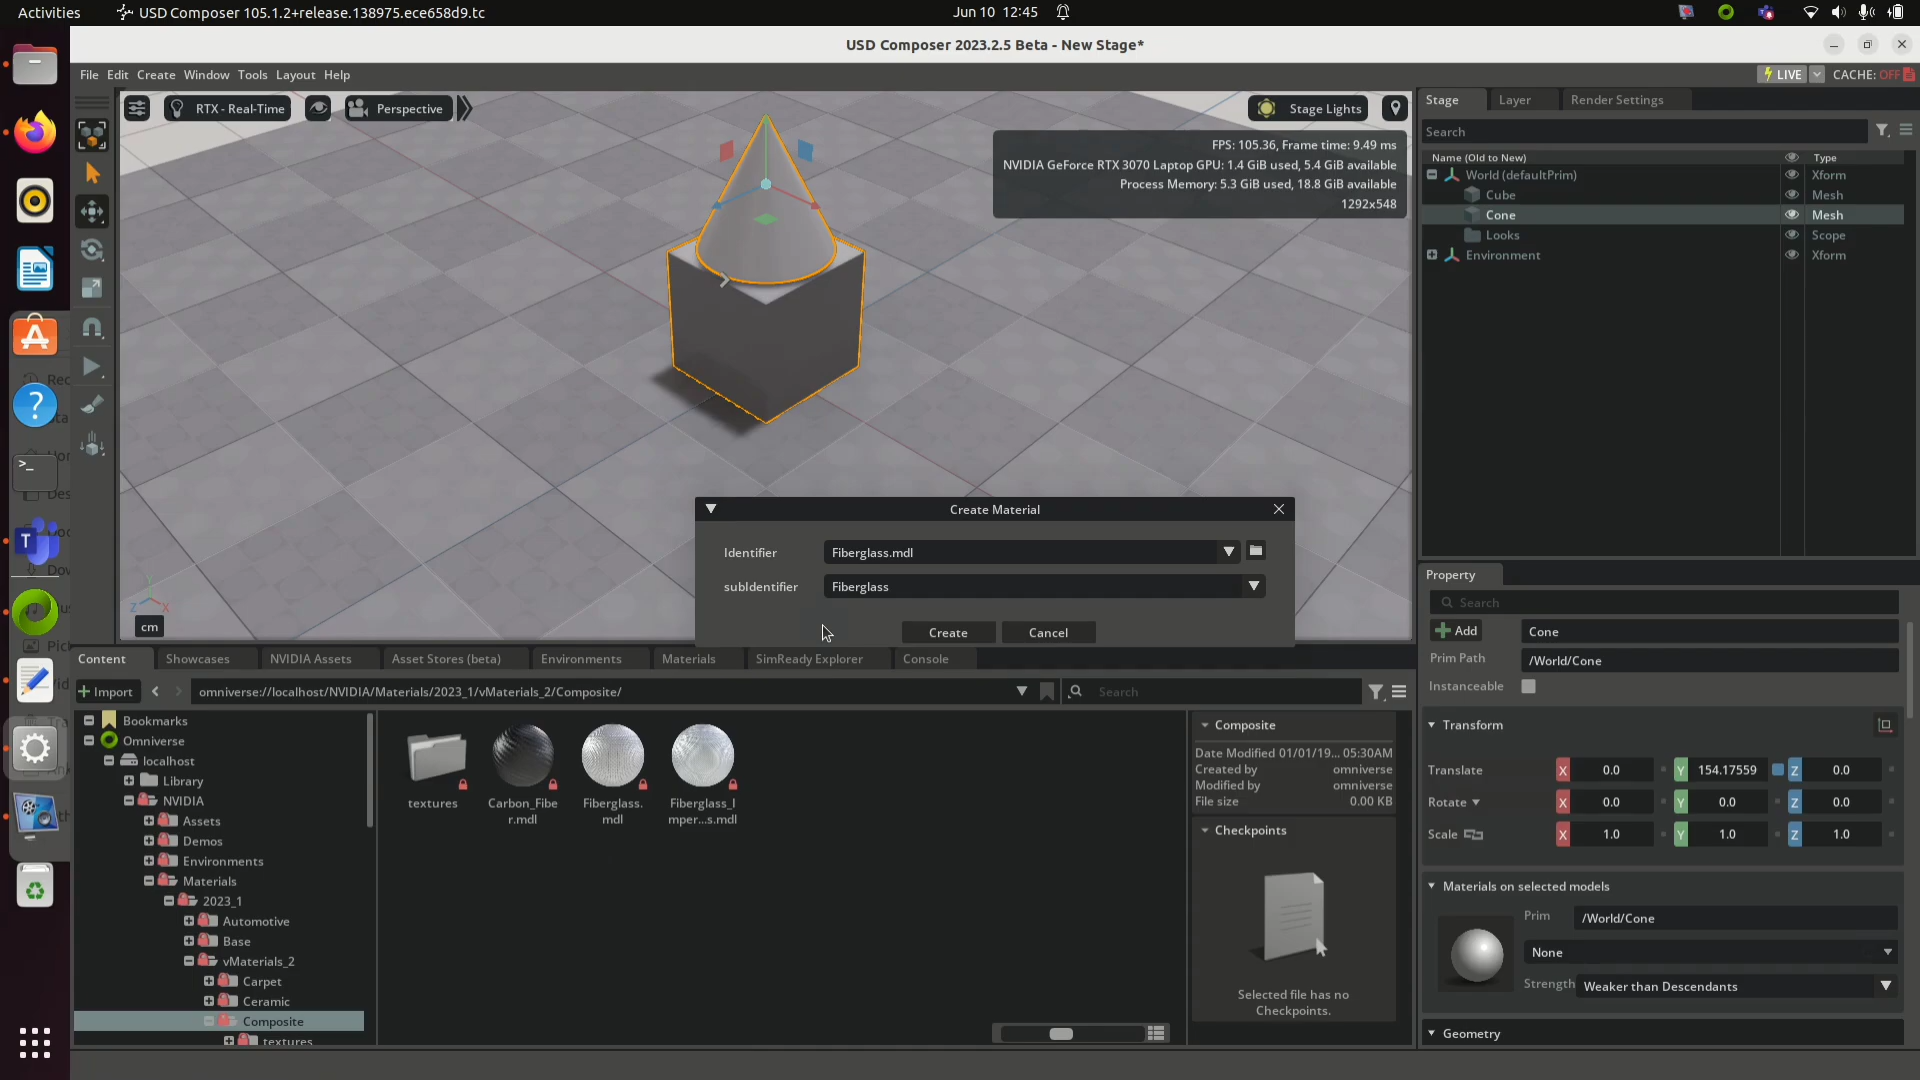 Activities
USD Composer 105.1.2+release.138975.ece658d9.tc
Jun 10 12:45
USD Composer 2023.2.5 Beta - New Stage*
File Edit Create Window Tools Layout Help
LIVE
CACHE: OFF
RTX - Real-Time
Perspective
Stage Lights
FPS: 105.36, Frame time: 9.49 ms
NVIDIA GeForce RTX 3070 Laptop GPU: 1.4 GiB used, 5.4 GiB available
Process Memory: 5.3 GiB used, 18.8 GiB available
1292x548
cm
Stage
Layer
Render Settings
Search
Name (Old to New)
Type
World (defaultPrim)
Xform
Cube
Mesh
Cone
Mesh
Looks
Scope
Environment
Xform
Create Material
Identifier
Fiberglass.mdl
subIdentifier
Fiberglass
Create
Cancel
Content
Showcases
NVIDIA Assets
Asset Stores (beta)
Environments
Materials
SimReady Explorer
Console
Import
omniverse://localhost/NVIDIA/Materials/2023_1/vMaterials_2/Composite/
Search
Bookmarks
Omniverse
localhost
Library
NVIDIA
Assets
Demos
Environments
Materials
2023_1
Automotive
Base
vMaterials_2
Carpet
Ceramic
Composite
textures
textures
Carbon_Fibe
r.mdl
Fiberglass.
mdl
Fiberglass_I
mper...s.mdl
Composite
Date Modified 01/01/19... 05:30AM
Created by omniverse
Modified by omniverse
File size 0.00 KB
Checkpoints
Selected file has no
Checkpoints.
Property
Search
Add
Cone
Prim Path
/World/Cone
Instanceable
Transform
Translate X 0.0 Y 154.17559 Z 0.0
Rotate X 0.0 Y 0.0 Z 0.0
Scale X 1.0 Y 1.0 Z 1.0
Materials on selected models
Prim
/World/Cone
None
Strength
Weaker than Descendants
Geometry